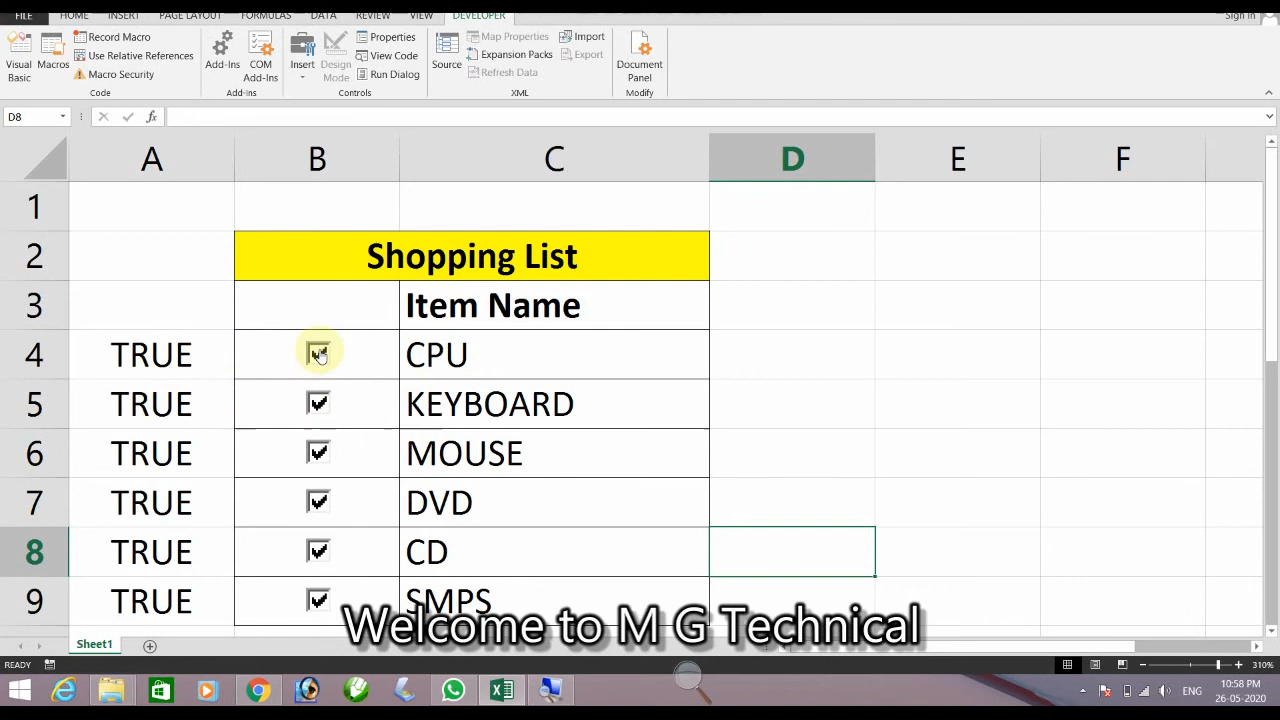 FILE HOME INSERT PAGE LAYOUT FORMULAS DATA REVIEW VIEW DEVELOPER Sign in
Visual Basic
Macros
Record Macro
Use Relative References
Macro Security
Code
Add-Ins
COM Add-Ins
Add-Ins
Insert
Design Mode
Properties
View Code
Run Dialog
Controls
Source
Map Properties
Expansion Packs
Refresh Data
Import
Export
XML
Document Panel
Modify
D8 fx
A B C D E F
1
2 Shopping List
3 Item Name
4 TRUE CPU
5 TRUE KEYBOARD
6 TRUE MOUSE
7 TRUE DVD
8 TRUE CD
9 TRUE SMPS
Welcome to M G Technical
Sheet1
READY 310%
ENG 10:58 PM
26-05-2020